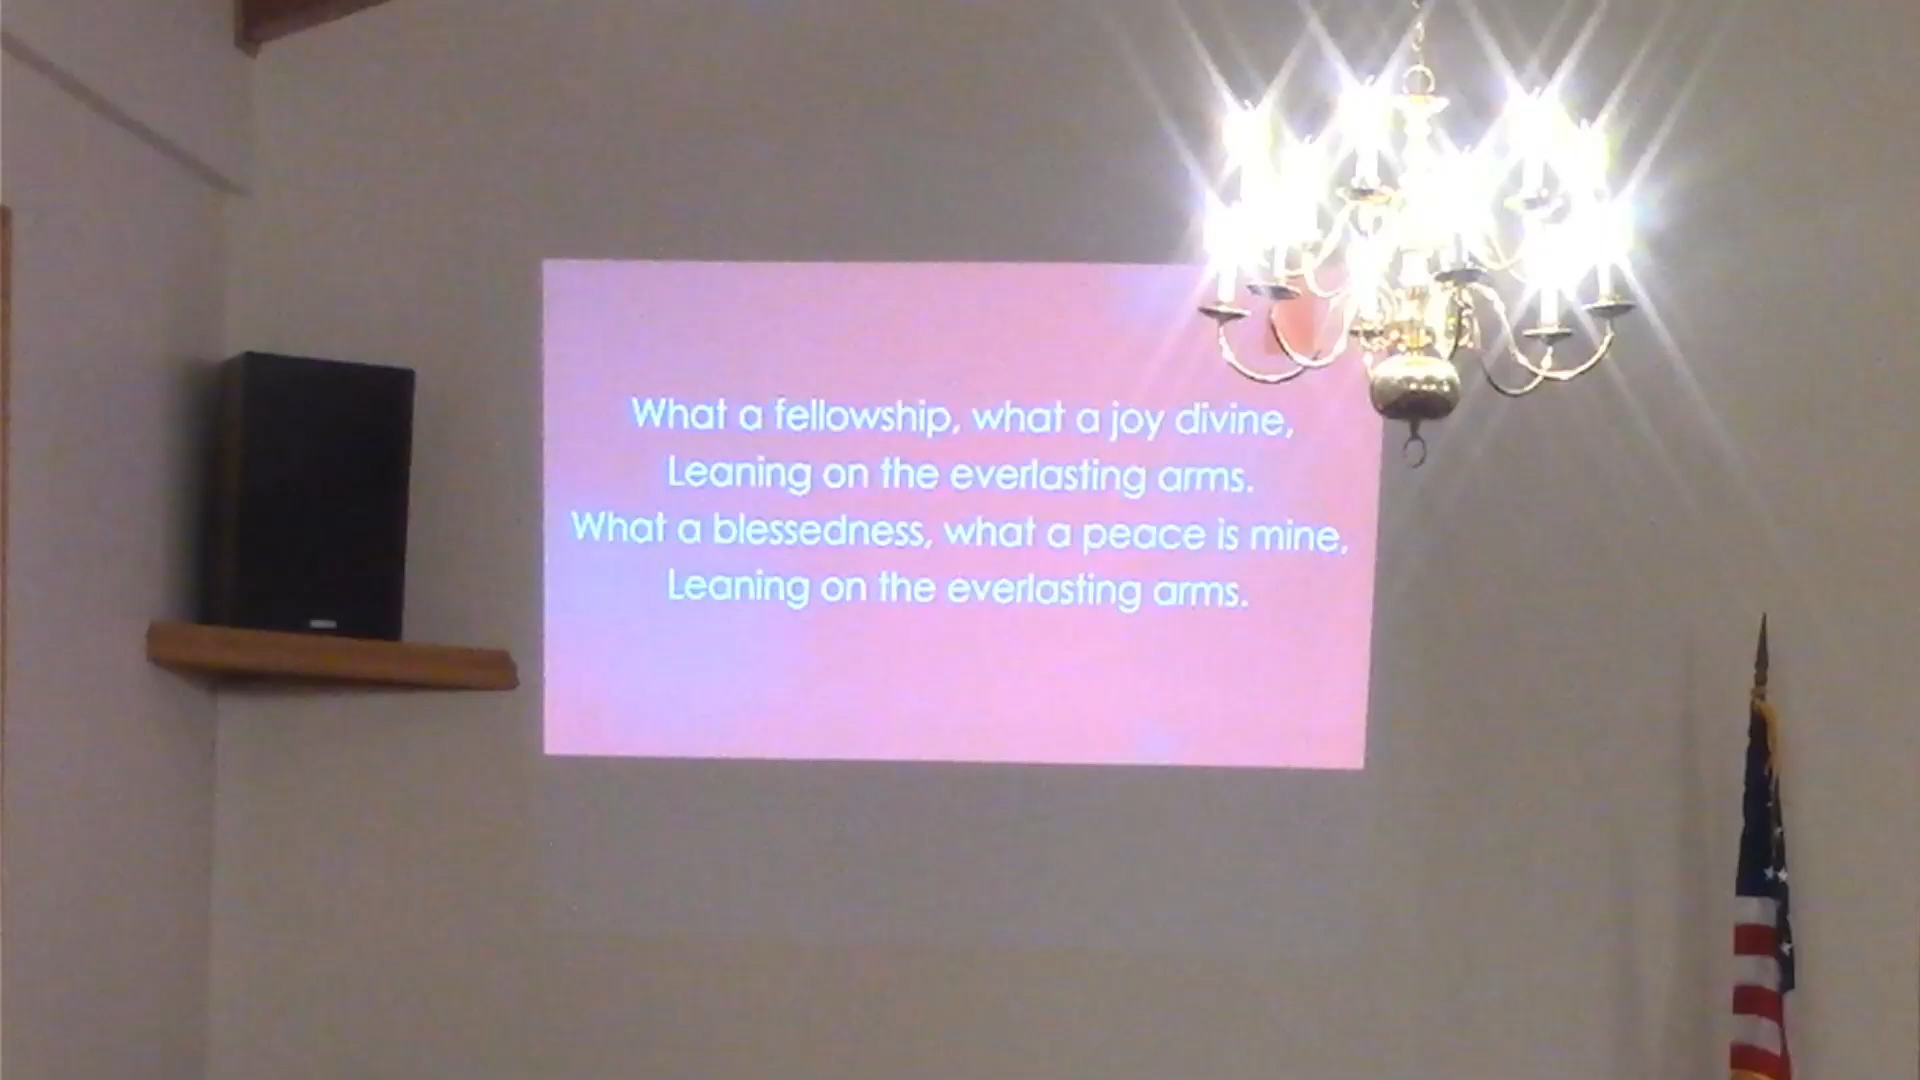 What a fellowship, what a joy divine,
Leaning on the everlasting arms.
What a blessedness, what a peace is mine,
Leaning on the everlasting arms.